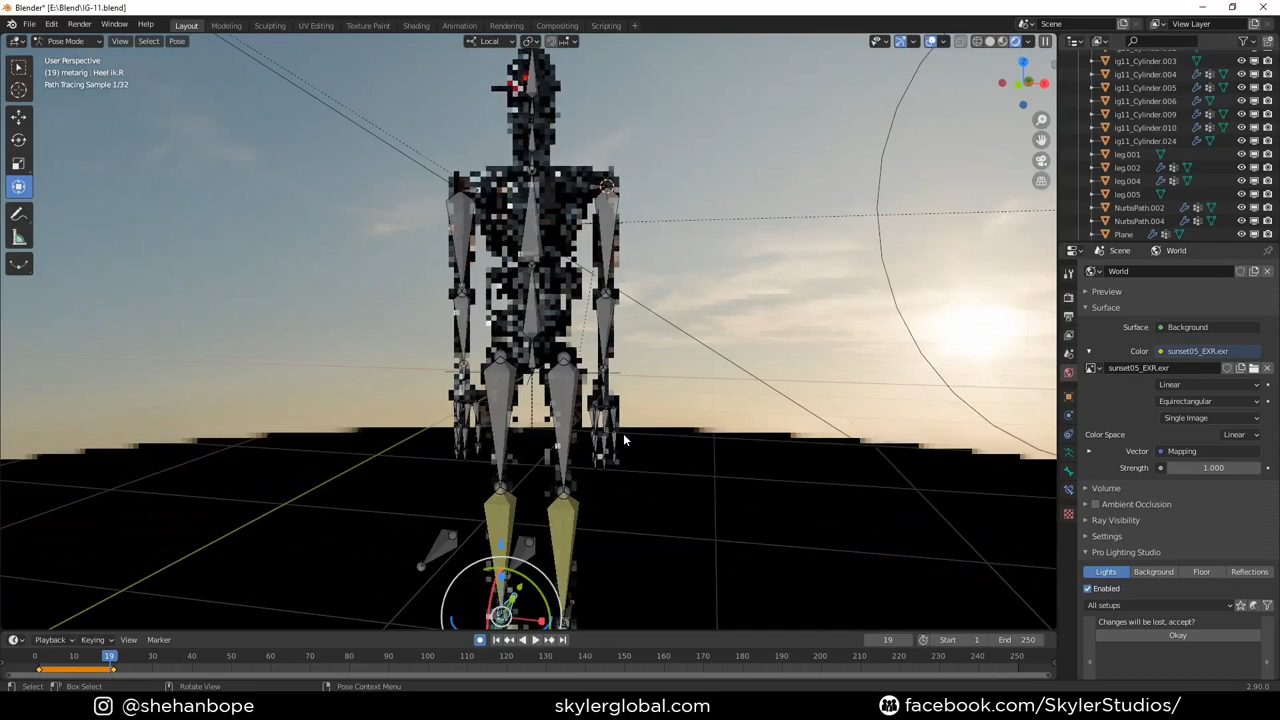 Blender* [E:\Blend\IG-11.blend]
File Edit Render Window Help Layout Modeling Sculpting UV Editing Texture Paint Shading Animation Rendering Compositing Scripting Scene View Layer
Pose Mode View Select Pose Local
User Perspective
(19) metarig : Heel ik.R
Path Tracing Sample 1/32
ig11_Cylinder.003
ig11_Cylinder.004
ig11_Cylinder.005
ig11_Cylinder.006
ig11_Cylinder.009
ig11_Cylinder.010
ig11_Cylinder.024
leg.001
leg.002
leg.004
leg.005
NurbsPath.002
NurbsPath.004
Plane
Scene World
World
Preview
Surface
Surface Background
Color sunset05_EXR.exr
sunset05_EXR.exr
Linear
Equirectangular
Single Image
Color Space Linear
Vector Mapping
Strength 1.000
Volume
Ambient Occlusion
Ray Visibility
Settings
Pro Lighting Studio
Lights Background Floor Reflections
Enabled
All setups
Changes will be lost, accept?
Okay
Playback Keying View Marker 19 Start 1 End 250
0 10 19 30 40 50 60 70 80 90 100 110 120 130 140 150 160 170 180 190 200 210 220 230 240 250
Select Box Select Rotate View Pose Context Menu 2.90.0
@shehanbope skylerglobal.com facebook.com/SkylerStudios/